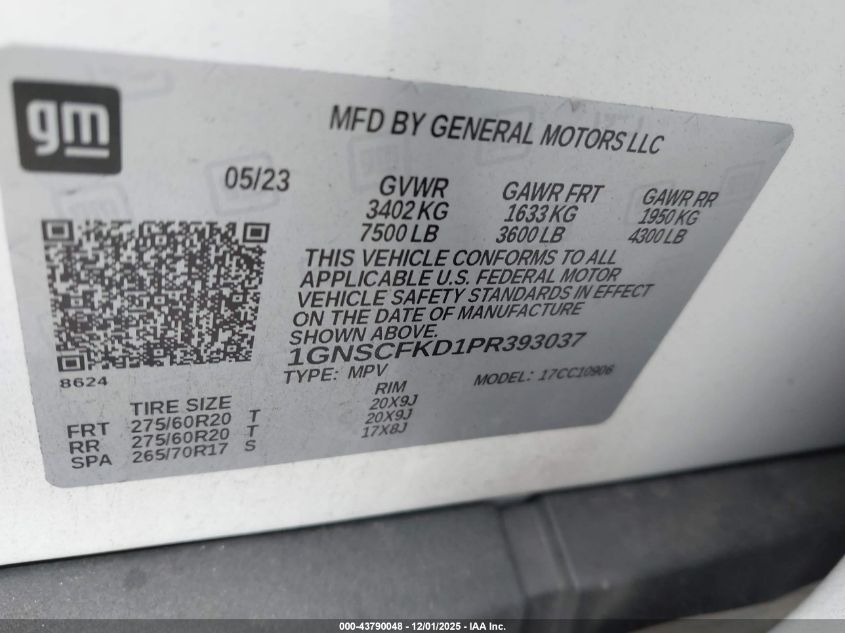 gm
MFD BY GENERAL MOTORS LLC
05/23
GVWR GAWR FRT GAWR RR
3402 KG 1633 KG 1950 KG
7500 LB 3600 LB 4300 LB
THIS VEHICLE CONFORMS TO ALL
APPLICABLE U.S. FEDERAL MOTOR
VEHICLE SAFETY STANDARDS IN EFFECT
ON THE DATE OF MANUFACTURE
SHOWN ABOVE.
1GNSCFKD1PR393037
TYPE: MPV MODEL: 17CC10906
8624
TIRE SIZE RIM
FRT 275/60R20 T 20X9J
RR 275/60R20 T 20X9J
SPA 265/70R17 S 17X8J
000-43790048 - 12/01/2025 - IAA Inc.